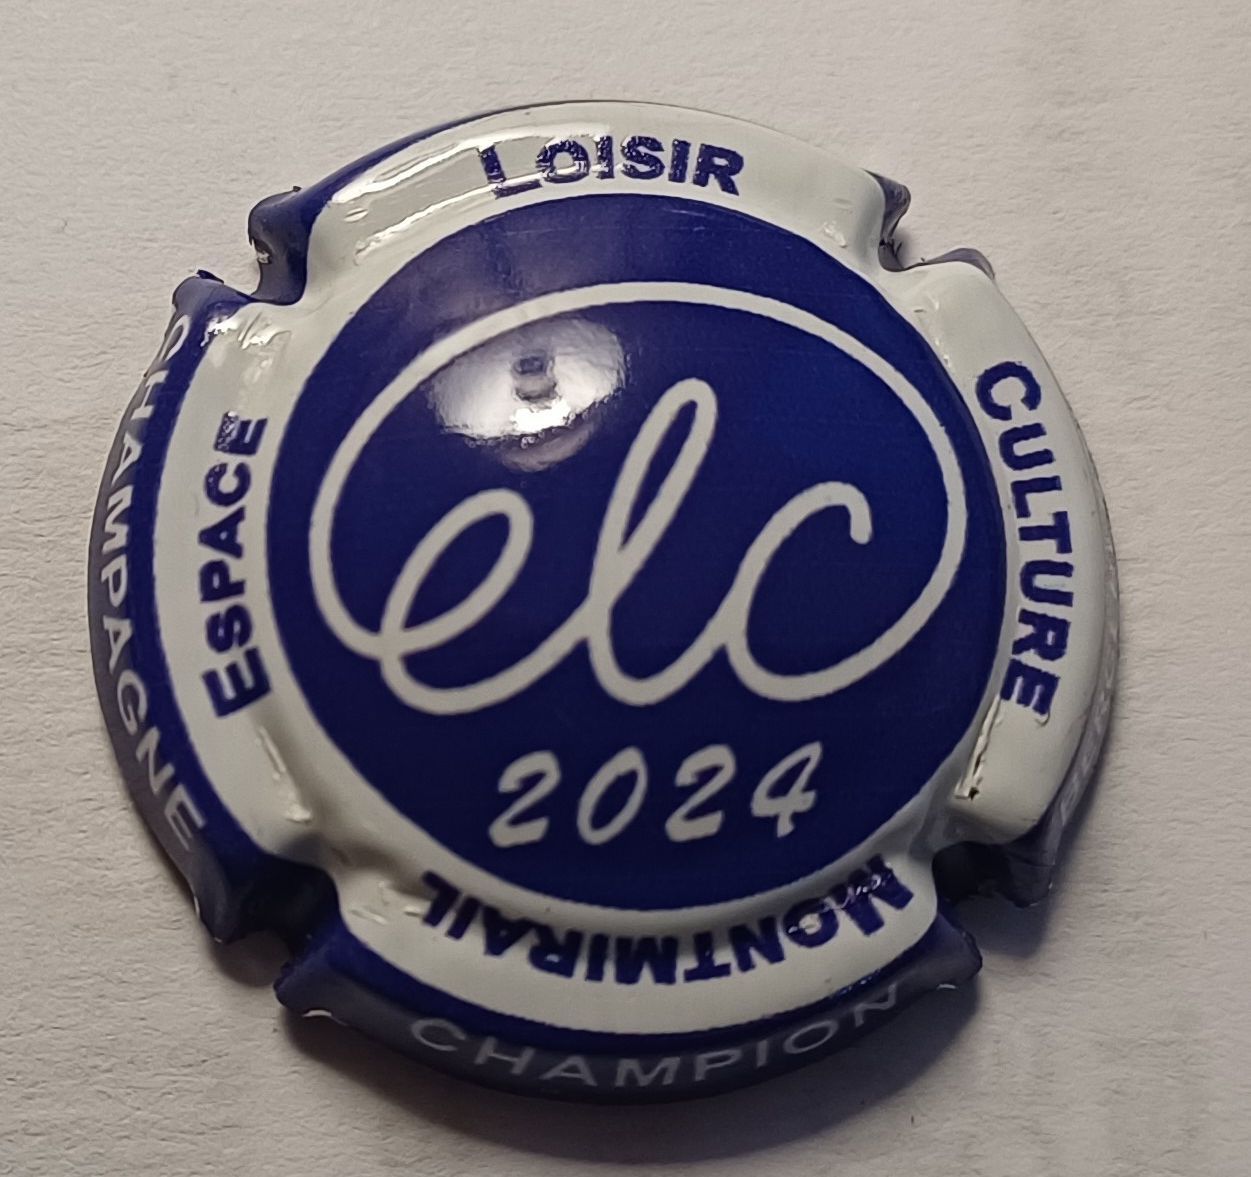 ESPACE
LOISIR
CULTURE
MONTMIRAIL
elc
2024
CHAMPAGNE
CHAMPION